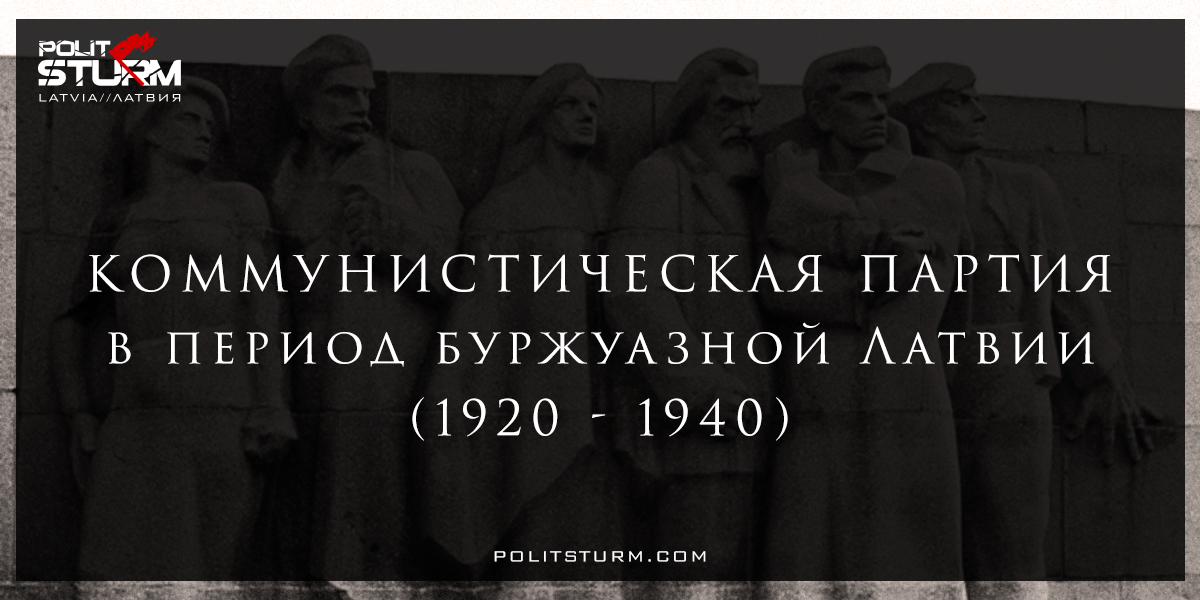 POLIT
STURM
LATVIA//ЛАТВИЯ
КОММУНИСТИЧЕСКАЯ ПАРТИЯ
В ПЕРИОД БУРЖУАЗНОЙ ЛАТВИИ
(1920 - 1940)
POLITSTURM.COM